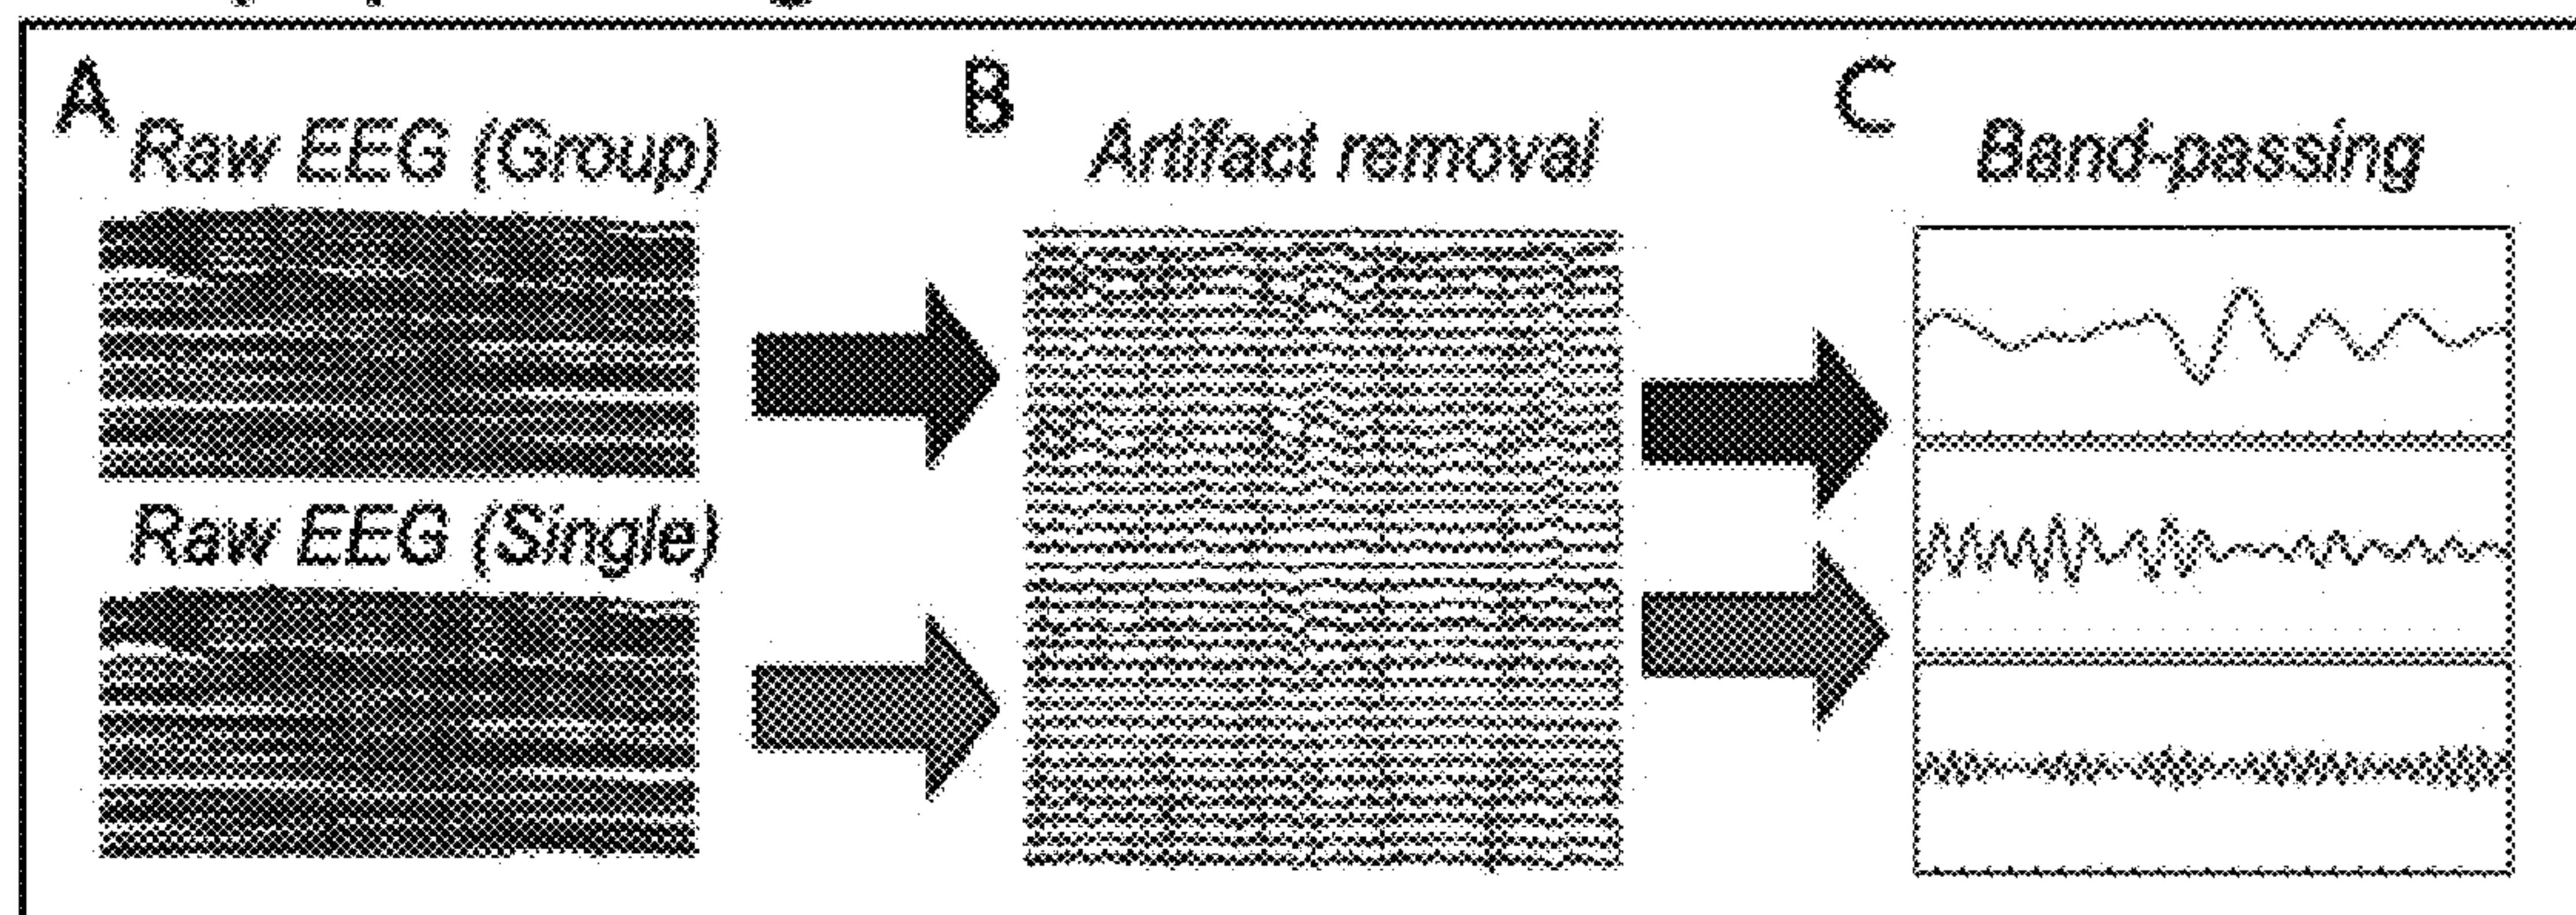 A
Raw EEG (Group)
Raw EEG (Single)
B
Artifact removal
C
Band-passing